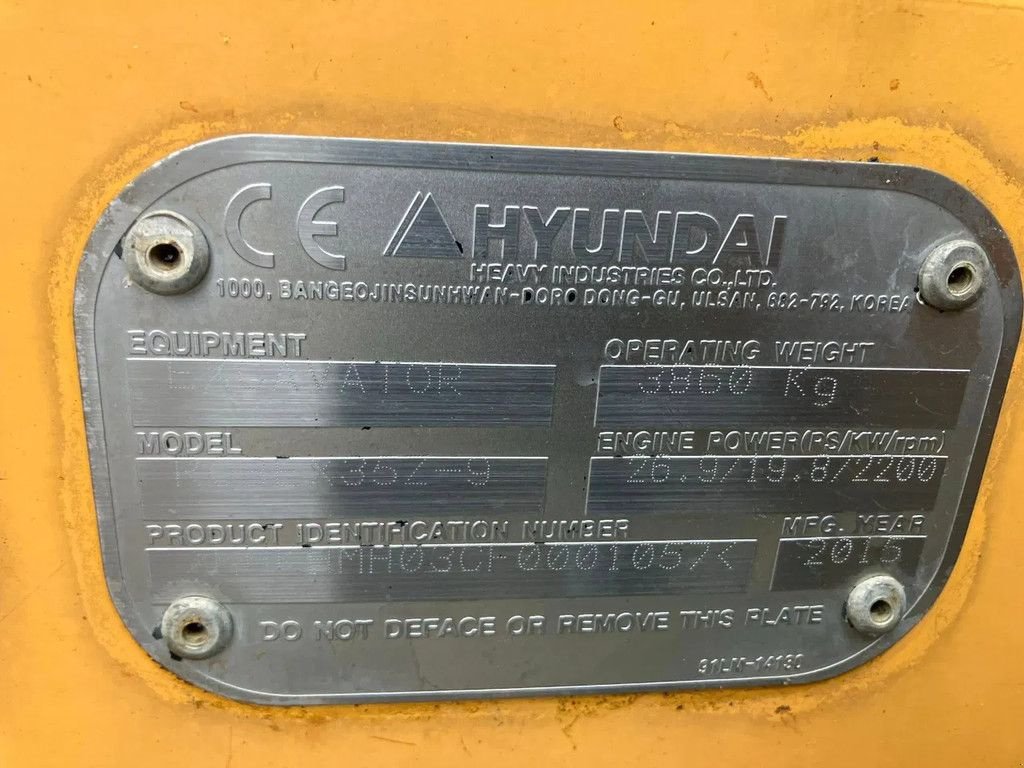 CE HYUNDAI
HEAVY INDUSTRIES CO.,LTD.
1000, BANGEOJINSUNHWAN-DORO DONG-GU, ULSAN, 682-792, KOREA
EQUIPMENT OPERATING WEIGHT
EXCAVATOR 3860 Kg
MODEL ENGINE POWER(PS/KW/rpm)
26.9/19.8/2200
PRODUCT IDENTIFICATION NUMBER MFG. YEAR
2015
DO NOT DEFACE OR REMOVE THIS PLATE
31LM-14130